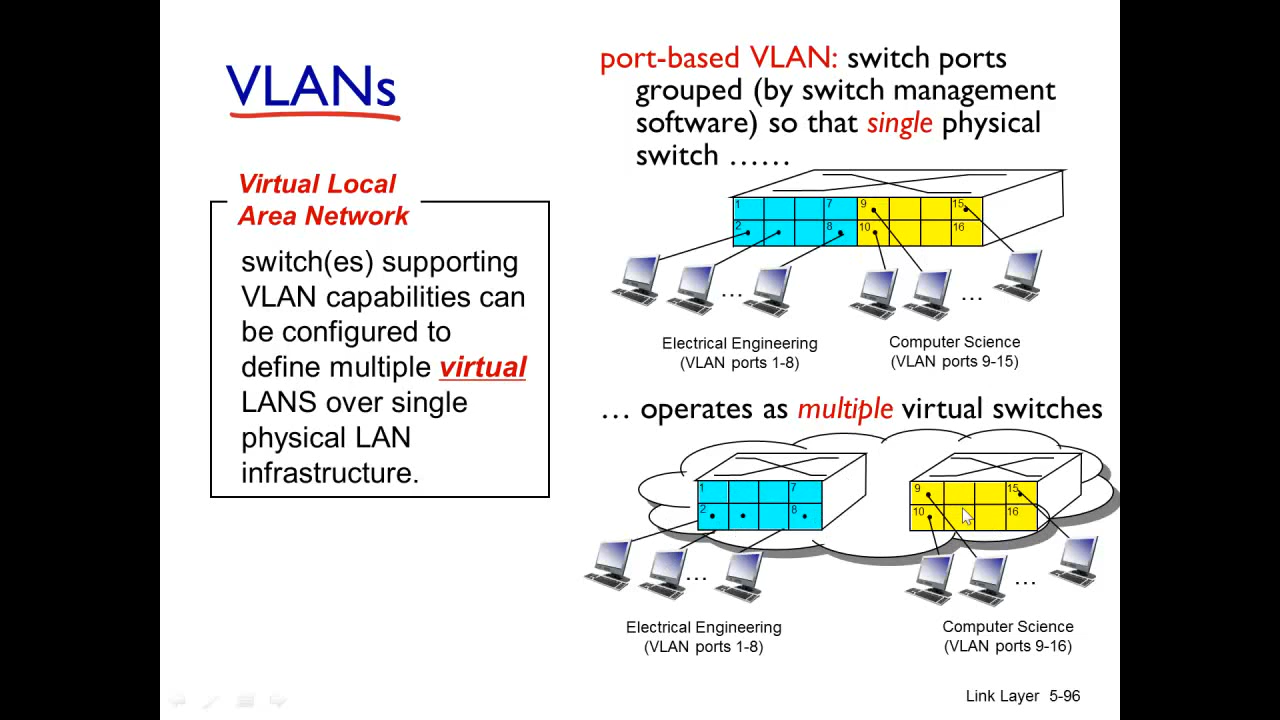 VLANs
Virtual Local
Area Network
switch(es) supporting
VLAN capabilities can
be configured to
define multiple virtual
LANS over single
physical LAN
infrastructure.
port-based VLAN: switch ports
grouped (by switch management
software) so that single physical
switch ……
1 7 9 15
2 8 10 16
…
…
Electrical Engineering
(VLAN ports 1-8)
Computer Science
(VLAN ports 9-15)
… operates as multiple virtual switches
1 7
2 8
9 15
10 16
…
…
Electrical Engineering
(VLAN ports 1-8)
Computer Science
(VLAN ports 9-16)
Link Layer 5-96